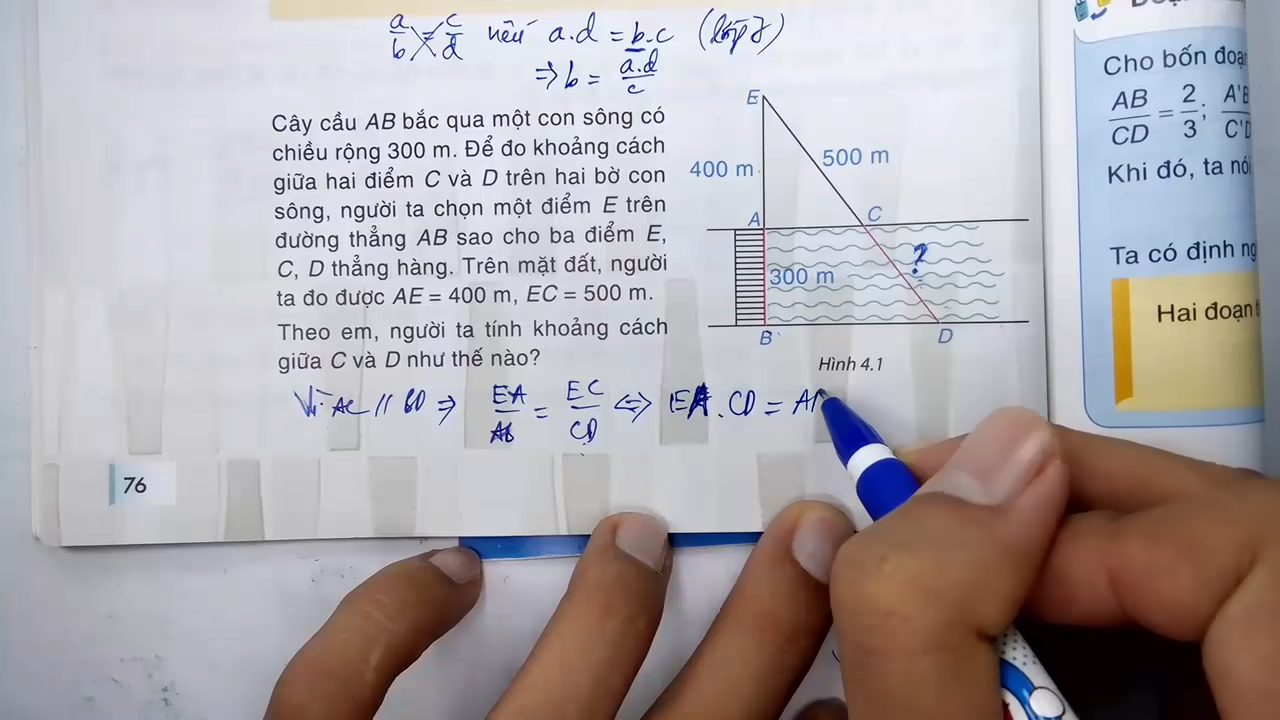 a/b = c/d nếu a.d = b.c (lớp 7)
⇒ b = a.d/c
Cây cầu AB bắc qua một con sông có
chiều rộng 300 m. Để đo khoảng cách
giữa hai điểm C và D trên hai bờ con
sông, người ta chọn một điểm E trên
đường thẳng AB sao cho ba điểm E,
C, D thẳng hàng. Trên mặt đất, người
ta đo được AE = 400 m, EC = 500 m.
Theo em, người ta tính khoảng cách
giữa C và D như thế nào?
E
400 m
500 m
A
C
?
300 m
B
D
Hình 4.1
Vì AC // BD ⇒ EA/AB = EC/CD ⇔ EA . CD = A
76
Cho bốn đoạn
AB/CD = 2/3; A'B
C'D
Khi đó, ta nói
Ta có định
Hai đoạn